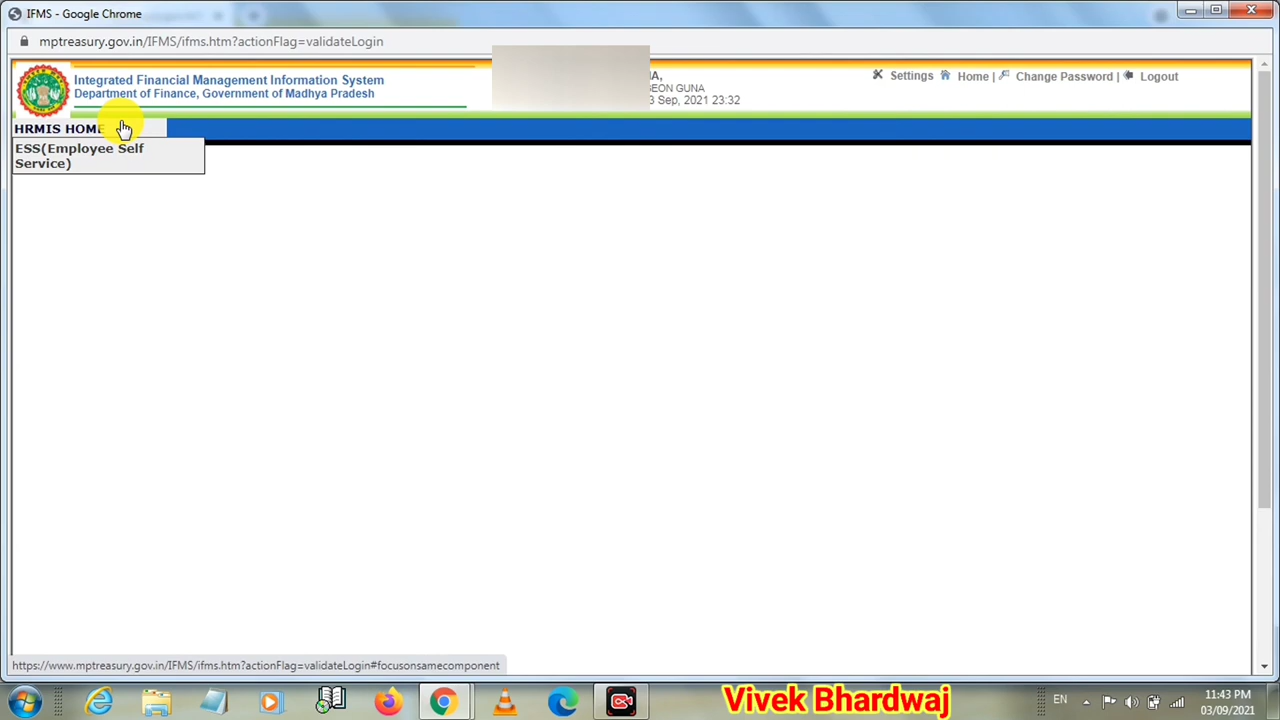 IFMS - Google Chrome
mptreasury.gov.in/IFMS/ifms.htm?actionFlag=validateLogin
Integrated Financial Management Information System
Department of Finance, Government of Madhya Pradesh
EON GUNA
3 Sep, 2021 23:32
Settings Home | Change Password | Logout
HRMIS HOME
ESS(Employee Self
Service)
https://www.mptreasury.gov.in/IFMS/ifms.htm?actionFlag=validateLogin#focusonsamecomponent
Vivek Bhardwaj
EN
11:43 PM
03/09/2021